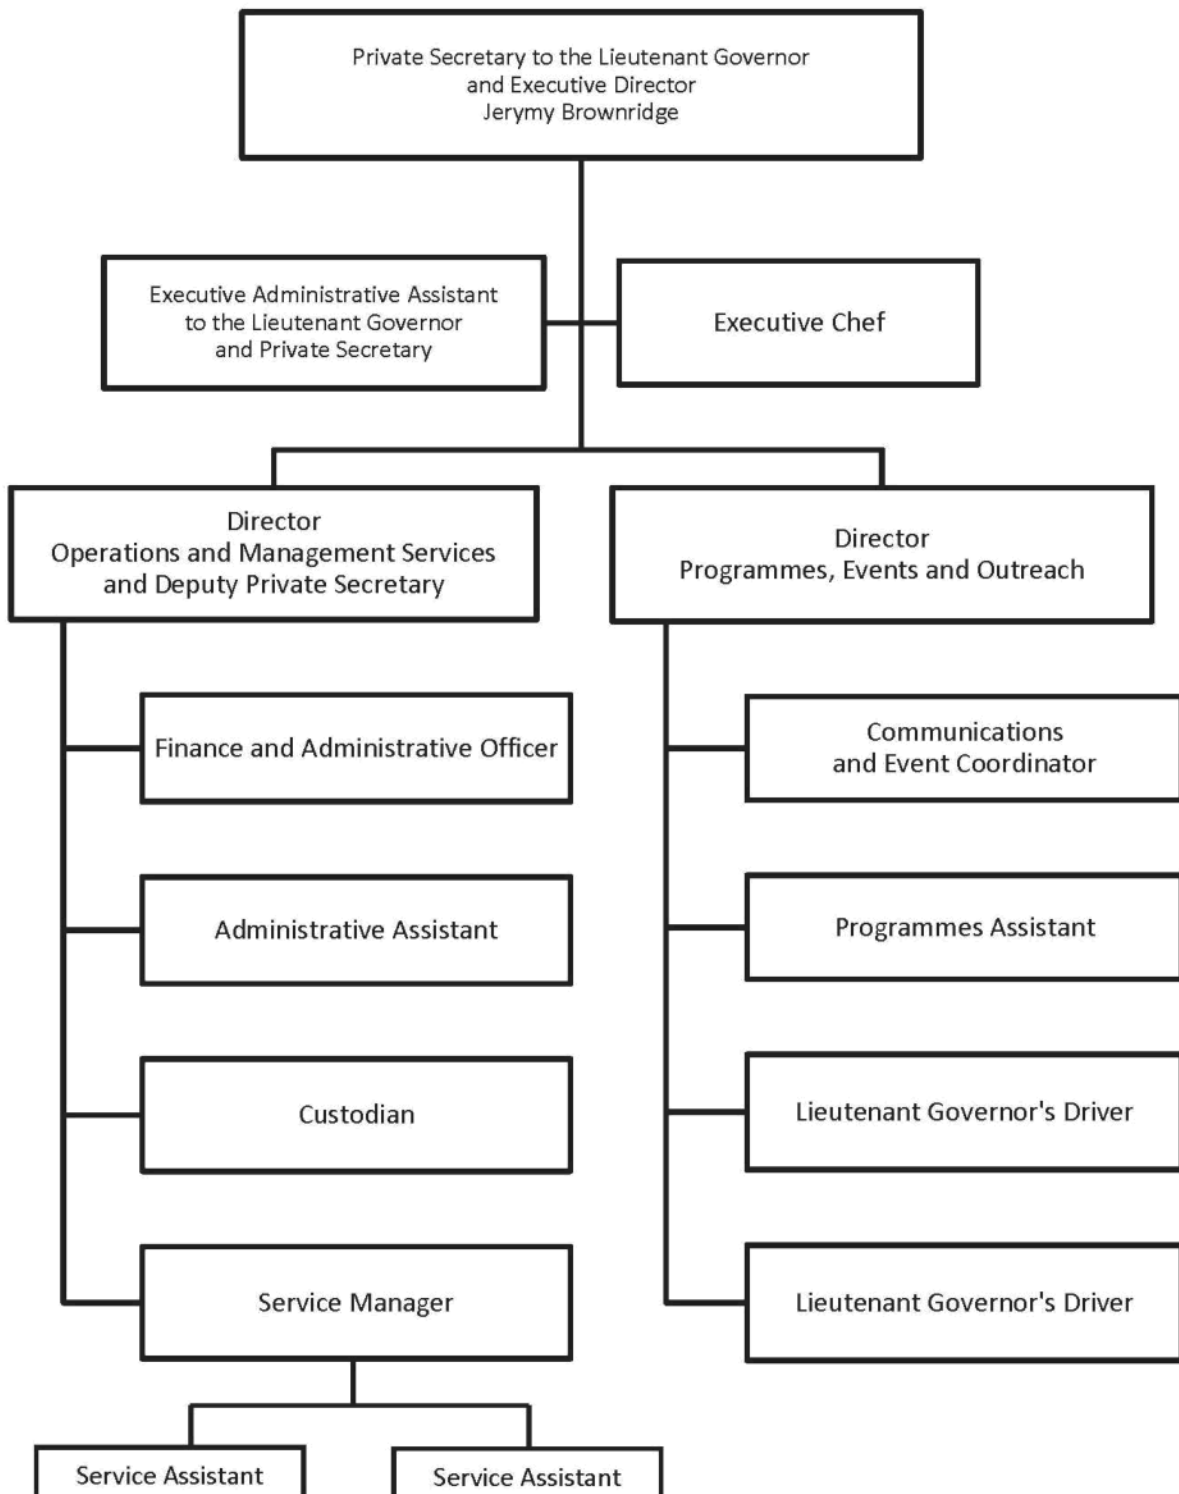 Private Secretary to the Lieutenant Governor
and Executive Director
Jerymy Brownridge
Executive Administrative Assistant
to the Lieutenant Governor
and Private Secretary
Executive Chef
Director
Operations and Management Services
and Deputy Private Secretary
Director
Programmes, Events and Outreach
Finance and Administrative Officer
Administrative Assistant
Custodian
Service Manager
Service Assistant
Service Assistant
Communications
and Event Coordinator
Programmes Assistant
Lieutenant Governor's Driver
Lieutenant Governor's Driver